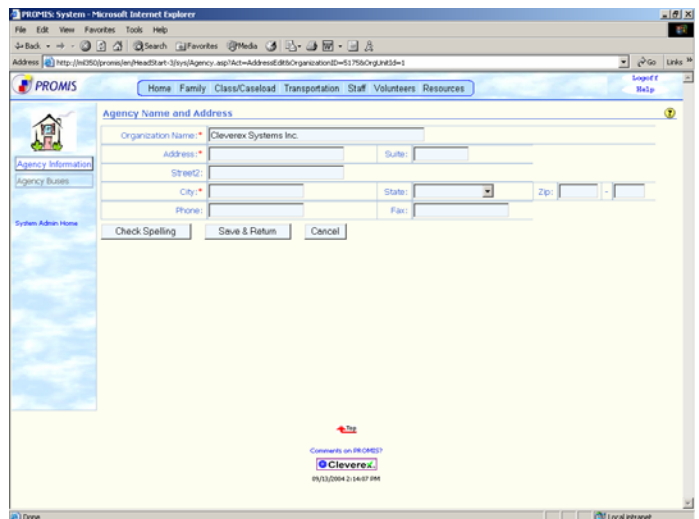 PROMIS: System - Microsoft Internet Explorer
File Edit View Favorites Tools Help
Back Search Favorites Media
Address http://ml350/promis/en/HeadStart-3/sys/Agency.asp?Act=AddressEdit&OrganizationID=5175&OrgUnitId=1 Go Links »
PROMIS Home Family Class/Caseload Transportation Staff Volunteers Resources Logoff
Help
Agency Name and Address ?
Organization Name:* Cleverex Systems Inc.
Address:* Suite:
Agency Information
Street2:
Agency Buses
City:* State: Zip: -
Phone: Fax:
System Admin Home
Check Spelling Save & Return Cancel
Top
Comments on PROMIS?
Cleverex.
09/13/2004 2:14:07 PM
Done Local intranet